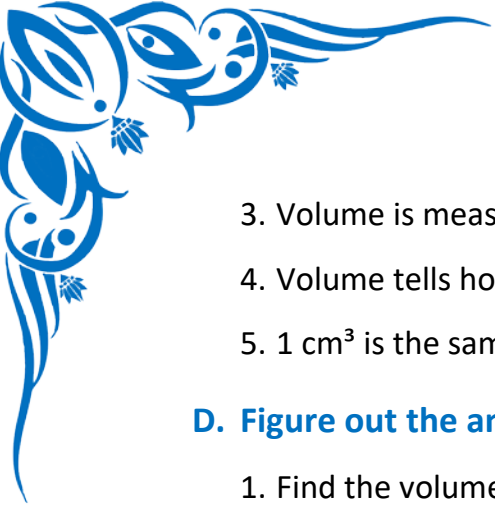 3. Volume is meas
4. Volume tells ho
5. 1 cm³ is the sam
D. Figure out the ar
1. Find the volume